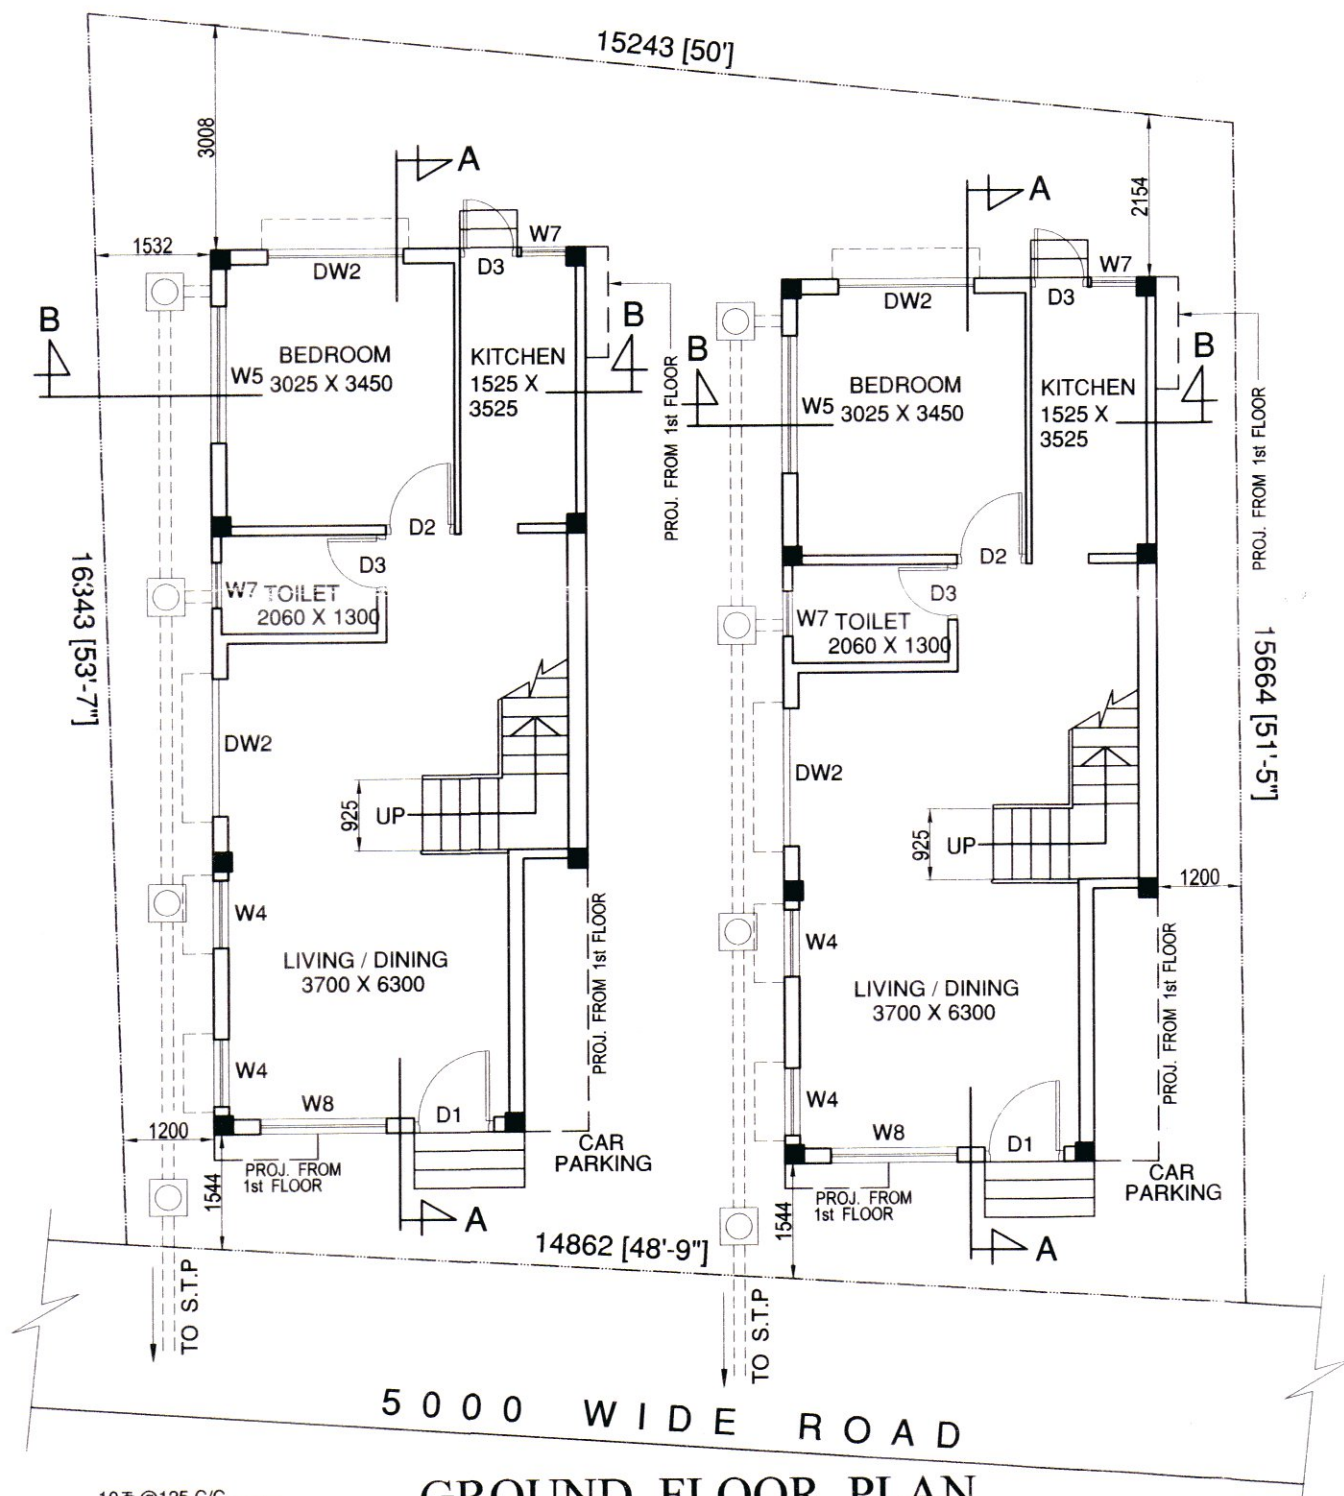 15243 [50']
3008
2154
A
A
1532
W7
D3
DW2
W7
D3
DW2
B
B
B
B
BEDROOM
3025 X 3450
KITCHEN
1525 X
3525
W5
PROJ. FROM 1st FLOOR
BEDROOM
3025 X 3450
KITCHEN
1525 X
3525
W5
PROJ. FROM 1st FLOOR
D2
D3
W7
TOILET
2060 X 1300
D2
D3
W7
TOILET
2060 X 1300
16343 [53'-7"]
15664 [51'-5"]
DW2
925
UP
DW2
925
UP
1200
W4
LIVING / DINING
3700 X 6300
PROJ. FROM 1st FLOOR
W4
LIVING / DINING
3700 X 6300
PROJ. FROM 1st FLOOR
W4
W8
D1
W4
W8
D1
1200
CAR
PARKING
PROJ. FROM
1st FLOOR
1544
CAR
PARKING
PROJ. FROM
1st FLOOR
1544
A
A
14862 [48'-9"]
TO S.T.P
TO S.T.P
5000 WIDE ROAD
GROUND FLOOR PLAN